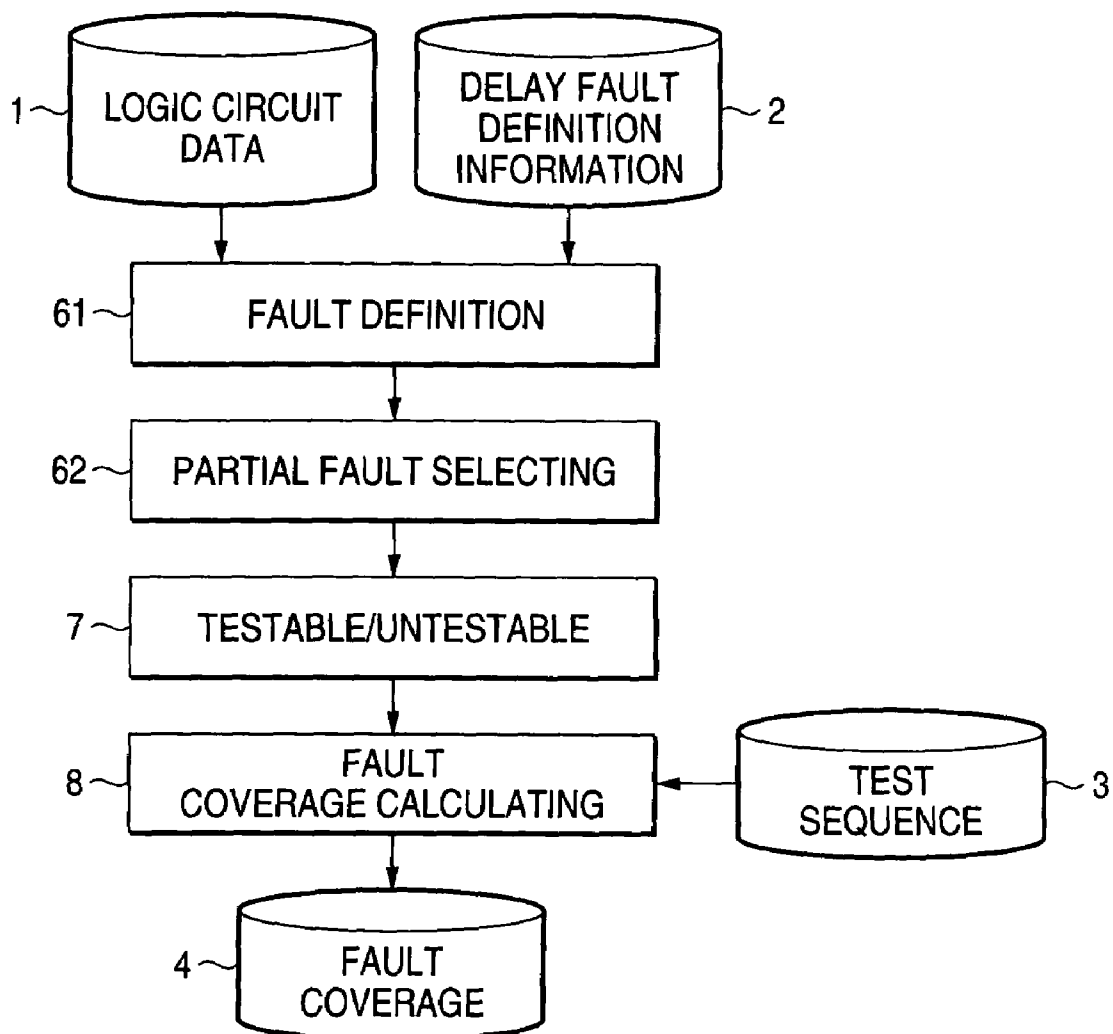 1
LOGIC CIRCUIT
DATA
DELAY FAULT
DEFINITION
INFORMATION
2
61
FAULT DEFINITION
62
PARTIAL FAULT SELECTING
7
TESTABLE/UNTESTABLE
8
FAULT
COVERAGE CALCULATING
TEST
SEQUENCE
3
4
FAULT
COVERAGE